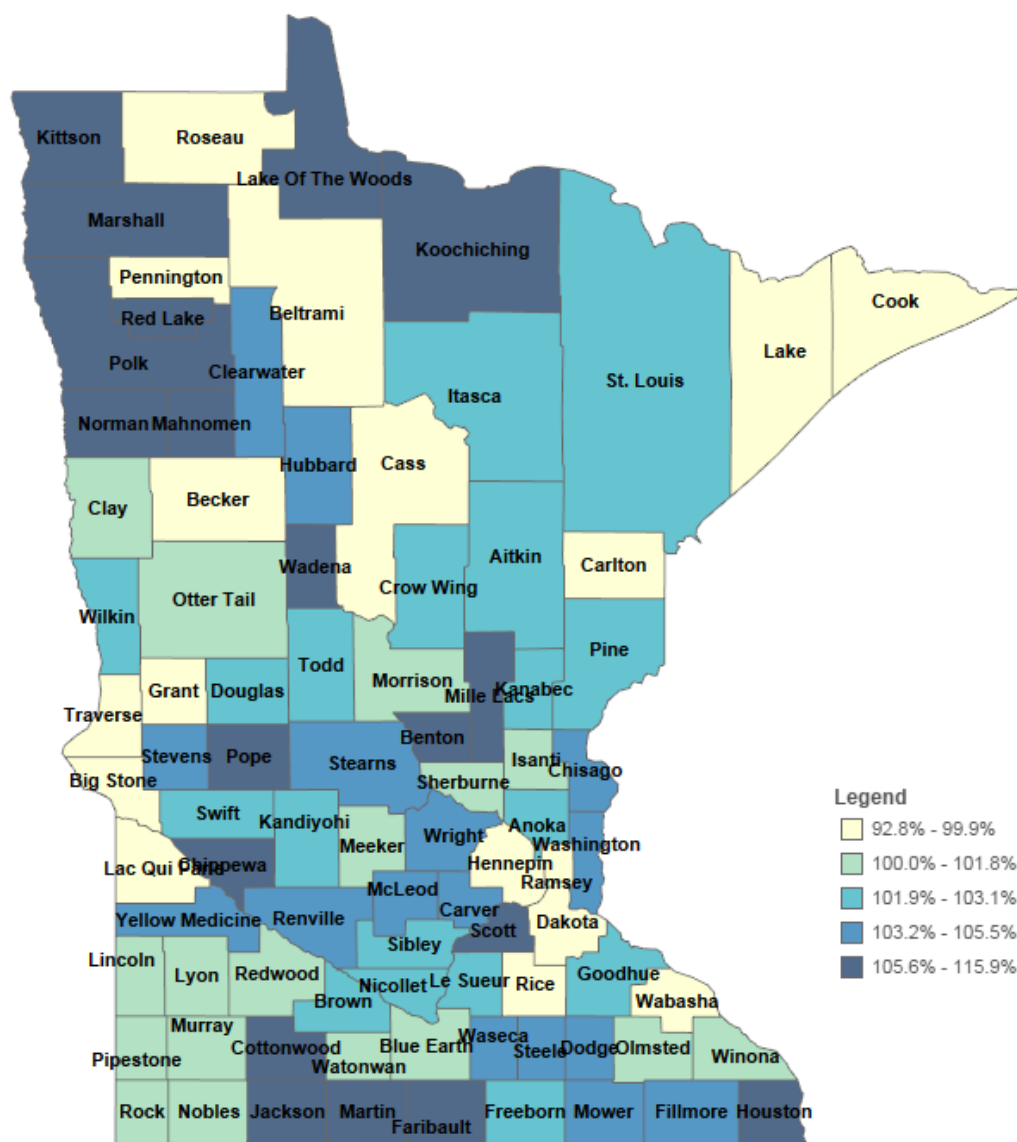 Kittson
Roseau
Lake Of The Woods
Marshall
Koochiching
Pennington
Cook
Beltrami
Red Lake
Lake
Polk
Clearwater
St. Louis
Itasca
Norman
Mahnomen
Hubbard
Cass
Becker
Clay
Aitkin
Wadena
Carlton
Crow Wing
Otter Tail
Wilkin
Pine
Todd
Morrison
Grant
Douglas
Mille Lacs
Kanabec
Traverse
Benton
Stevens
Pope
Stearns
Isanti
Chisago
Big Stone
Sherburne
Swift
Kandiyohi
Anoka
Wright
Washington
Meeker
Hennepin
Lac Qui Parle
Chippewa
Ramsey
McLeod
Carver
Yellow Medicine
Renville
Dakota
Scott
Sibley
Lincoln
Lyon
Redwood
Goodhue
Nicollet
Le Sueur
Rice
Brown
Wabasha
Murray
Waseca
Pipestone
Cottonwood
Watonwan
Blue Earth
Steele
Dodge
Olmsted
Winona
Rock
Nobles
Jackson
Martin
Faribault
Freeborn
Mower
Fillmore
Houston
Legend
92.8% - 99.9%
100.0% - 101.8%
101.9% - 103.1%
103.2% - 105.5%
105.6% - 115.9%